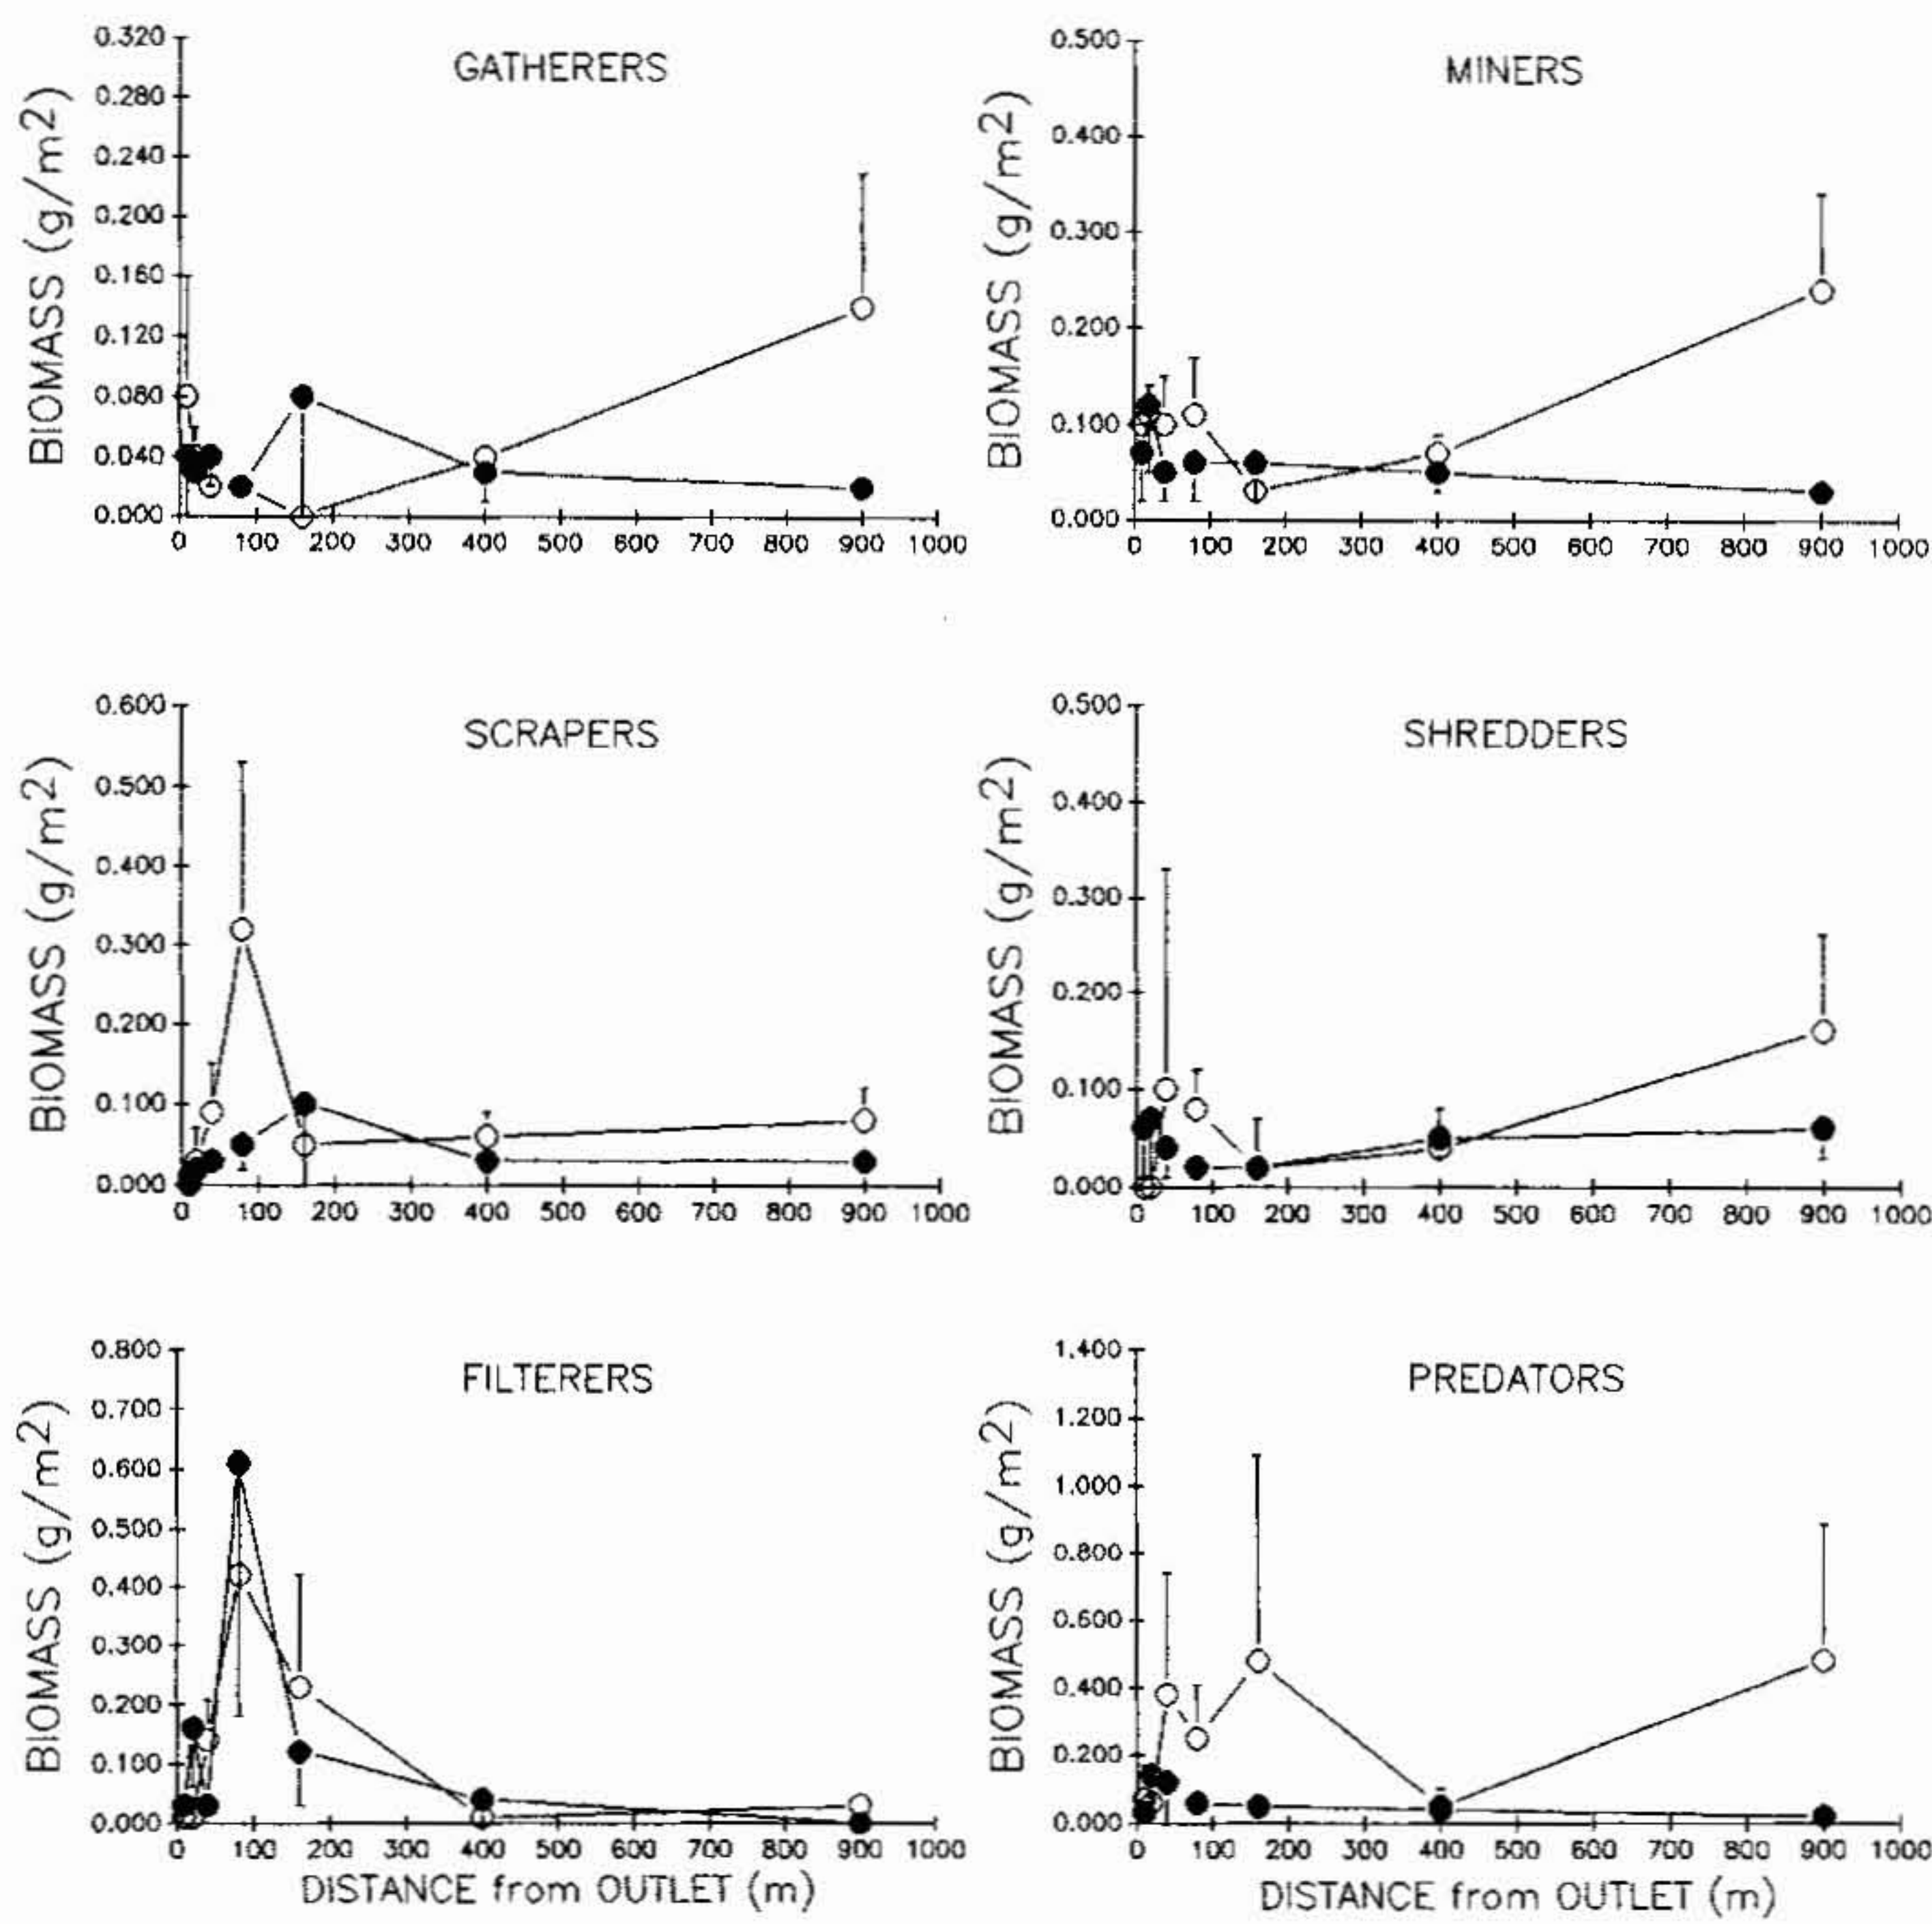 GATHERERS
BIOMASS (g/m2)
0.320
0.280
0.240
0.200
0.160
0.120
0.080
0.040
0.000
0 100 200 300 400 500 600 700 800 900 1000
MINERS
BIOMASS (g/m2)
0.500
0.400
0.300
0.200
0.100
0.000
0 100 200 300 400 500 600 700 800 900 1000
SCRAPERS
BIOMASS (g/m2)
0.600
0.500
0.400
0.300
0.200
0.100
0.000
0 100 200 300 400 500 600 700 800 900 1000
SHREDDERS
BIOMASS (g/m2)
0.500
0.400
0.300
0.200
0.100
0.000
0 100 200 300 400 500 600 700 800 900 1000
FILTERERS
BIOMASS (g/m2)
0.800
0.700
0.600
0.500
0.400
0.300
0.200
0.100
0.000
0 100 200 300 400 500 600 700 800 900 1000
DISTANCE from OUTLET (m)
PREDATORS
BIOMASS (g/m2)
1.400
1.200
1.000
0.800
0.600
0.400
0.200
0.000
0 100 200 300 400 500 600 700 800 900 1000
DISTANCE from OUTLET (m)